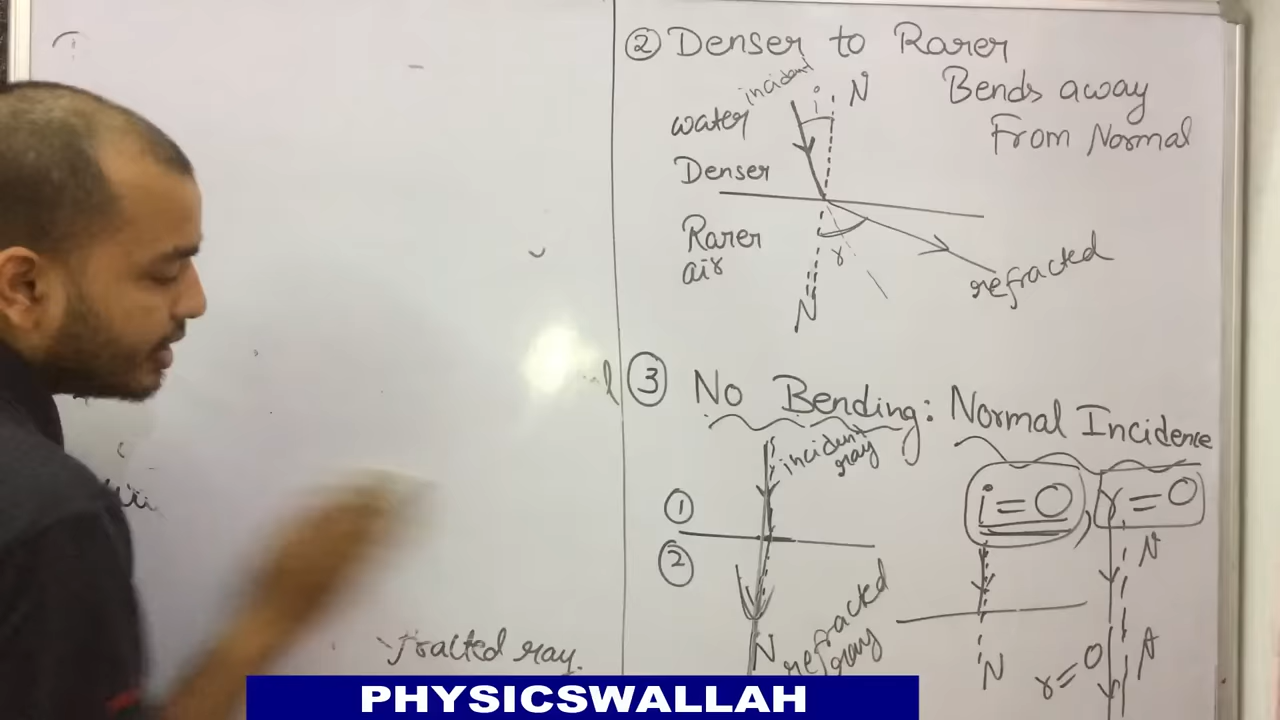 ② Denser to Rarer
Bends away
From Normal
incident
i
N
water
Denser
Rarer
air
r
refracted
N
③ No Bending: Normal Incidence
incident
ray
i = 0, r = 0
①
②
N
refracted
ray
N
N
r = 0
fracted ray.
PHYSICSWALLAH